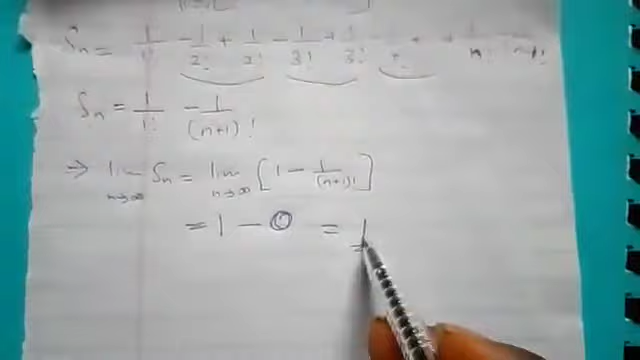 Sn = 1/1! - 1/2! + 1/2! - 1/3! + 1/3! - + + 1/n! - 1/(n+1)!
Sn = 1/1! - 1/(n+1)!
⇒ lim n→∞ Sn = lim n→∞ [1 - 1/(n+1)!]
= 1 - 0 = 1